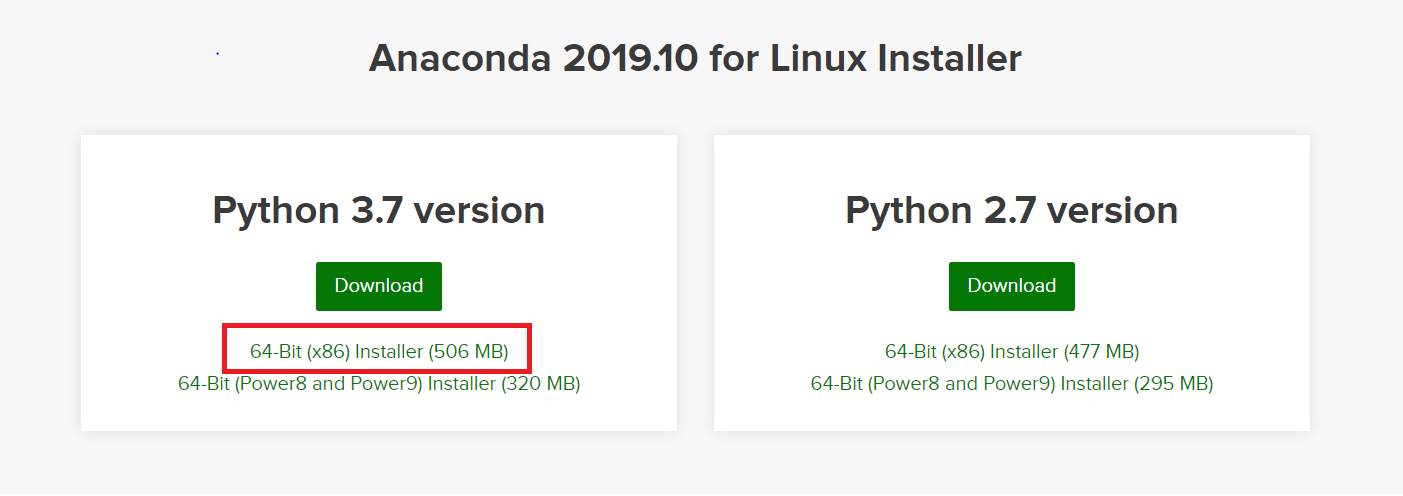 Anaconda 2019.10 for Linux Installer
Python 3.7 version
Download
64-Bit (x86) Installer (506 MB)
64-Bit (Power8 and Power9) Installer (320 MB)
Python 2.7 version
Download
64-Bit (x86) Installer (477 MB)
64-Bit (Power8 and Power9) Installer (295 MB)